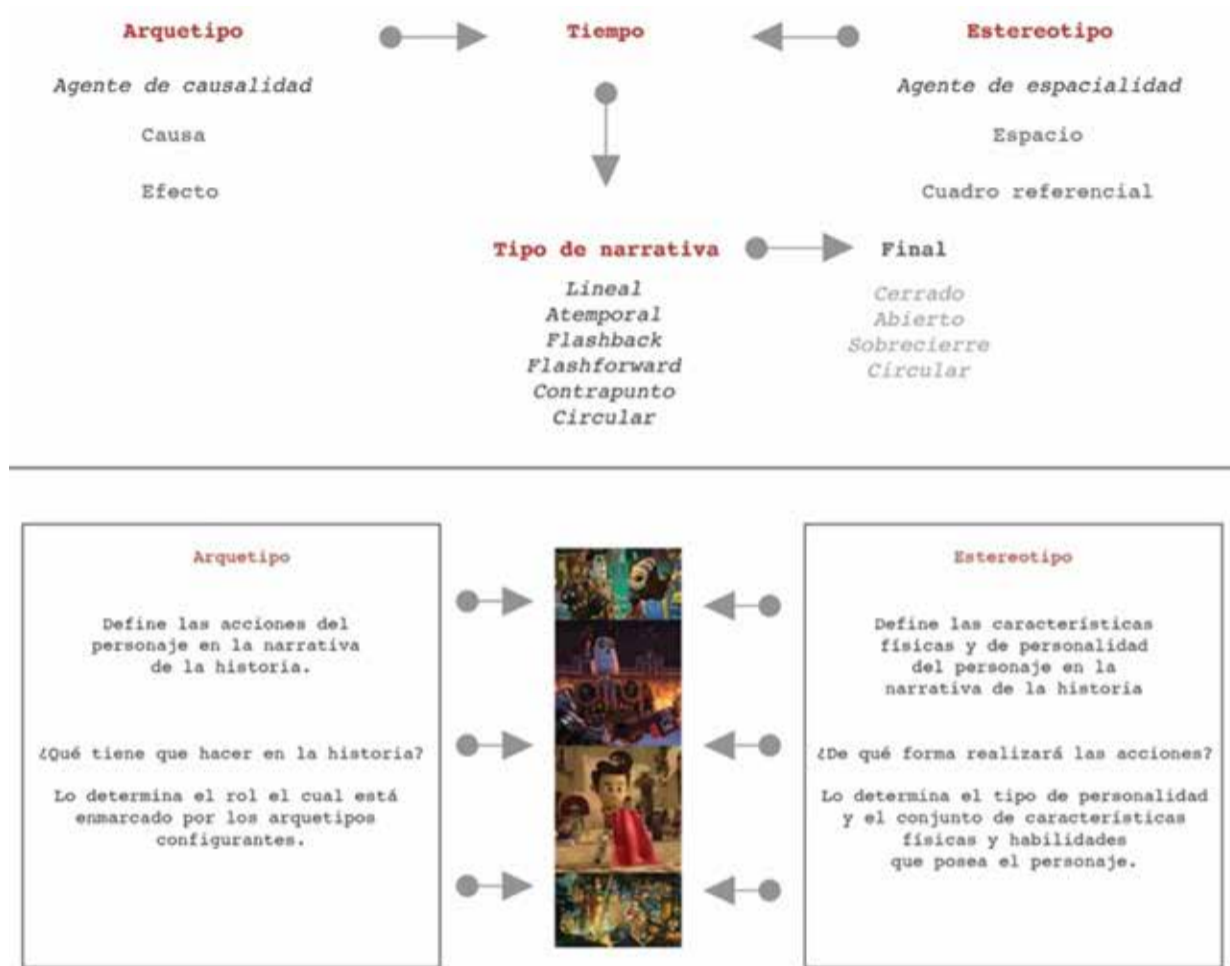 Arquetipo
Tiempo
Estereotipo
Agente de causalidad
Agente de espacialidad
Causa
Espacio
Efecto
Cuadro referencial
Tipo de narrativa
Final
Lineal
Atemporal
Flashback
Flashforward
Contrapunto
Circular
Cerrado
Abierto
Sobrecierre
Circular
Arquetipo
Define las acciones del
personaje en la narrativa
de la historia.
¿Qué tiene que hacer en la historia?
Lo determina el rol el cual está
enmarcado por los arquetipos
configurantes.
Estereotipo
Define las características
físicas y de personalidad
del personaje en la
narrativa de la historia
¿De qué forma realizará las acciones?
Lo determina el tipo de personalidad
y el conjunto de características
físicas y habilidades
que posea el personaje.